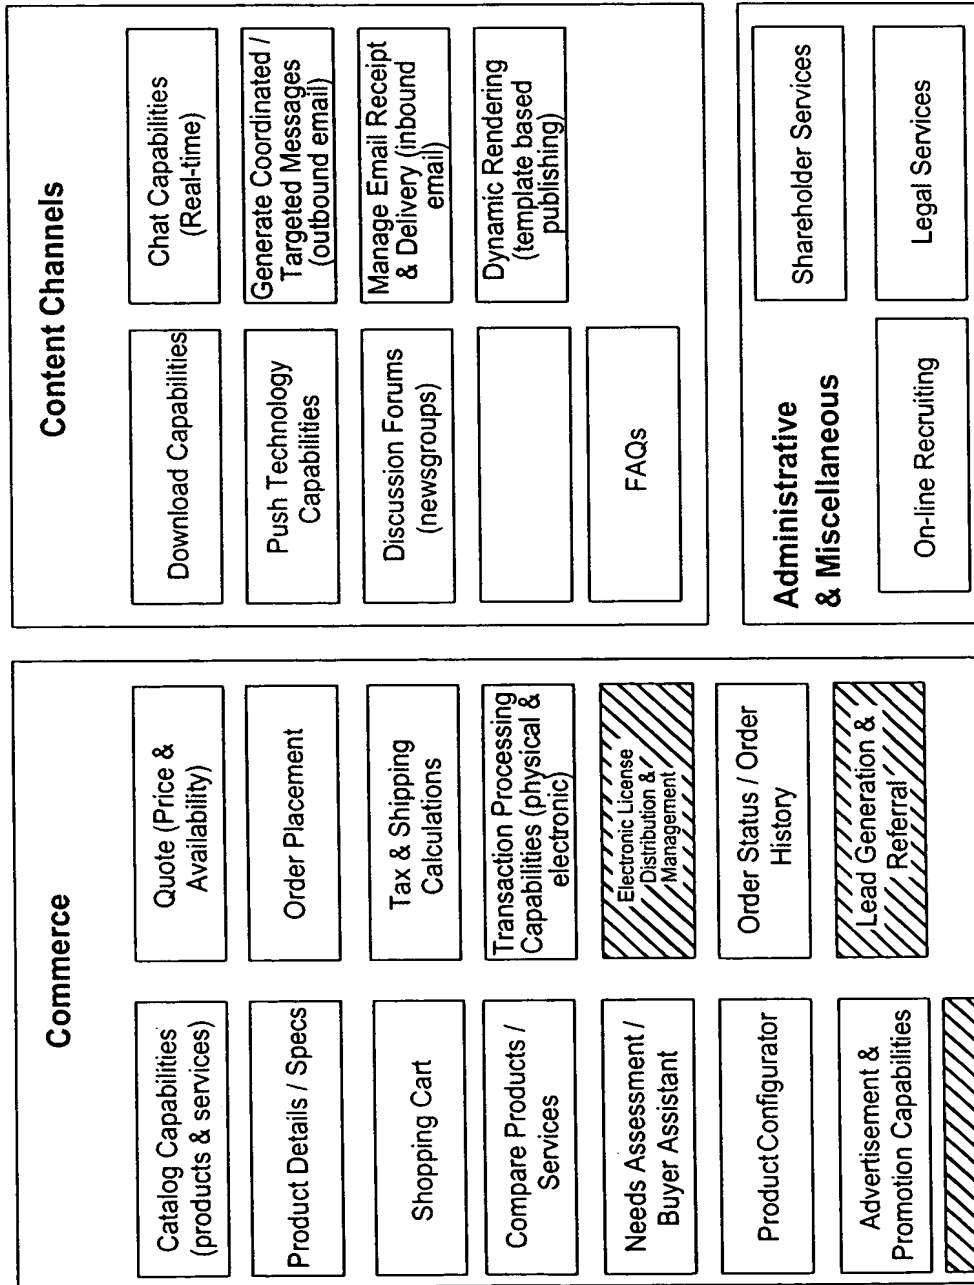 Commerce
Catalog Capabilities
(products & services)
Quote (Price &
Availability)
Product Details / Specs
Order Placement
Shopping Cart
Tax & Shipping
Calculations
Compare Products /
Services
Transaction Processing
Capabilities (physical &
electronic)
Needs Assessment /
Buyer Assistant
Electronic License
Distribution &
Management
Product Configurator
Order Status / Order
History
Advertisement &
Promotion Capabilities
Lead Generation &
Referral
Content Channels
Download Capabilities
Chat Capabilities
(Real-time)
Push Technology
Capabilities
Generate Coordinated /
Targeted Messages
(outbound email)
Discussion Forums
(newsgroups)
Manage Email Receipt
& Delivery (inbound
email)
Dynamic Rendering
(template based
publishing)
FAQs
Administrative
& Miscellaneous
Shareholder Services
On-line Recruiting
Legal Services